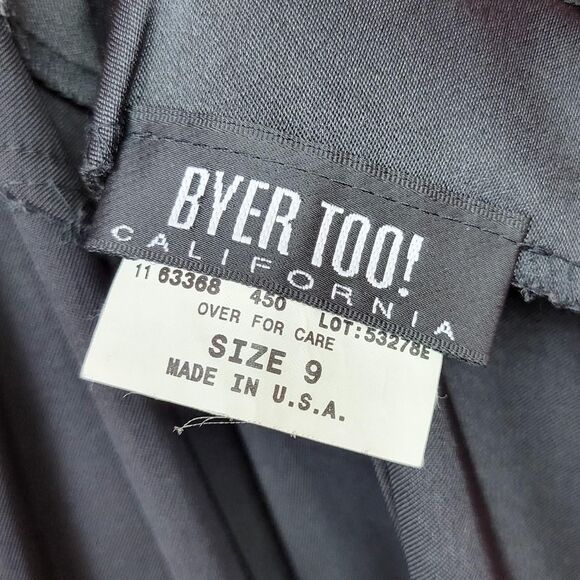 BYER TOO!
CALIFORNIA
11 63368 450 LOT:53278E
OVER FOR CARE
SIZE 9
MADE IN U.S.A.